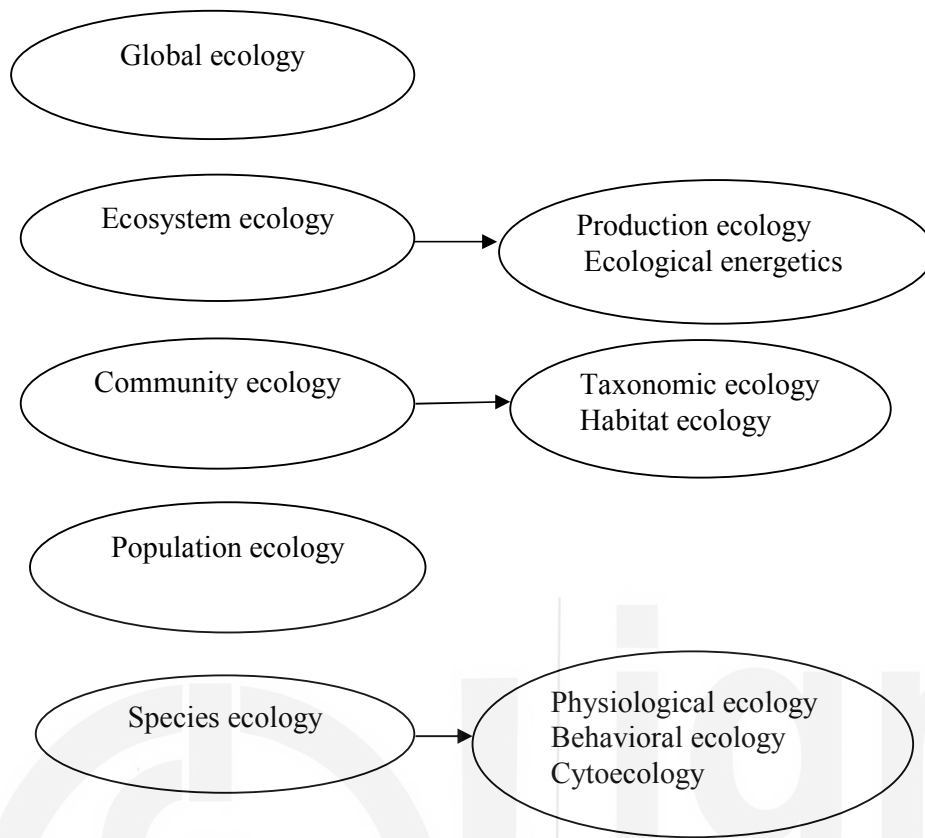 Global ecology
Ecosystem ecology
Production ecology
Ecological energetics
Community ecology
Taxonomic ecology
Habitat ecology
Population ecology
Species ecology
Physiological ecology
Behavioral ecology
Cytoecology